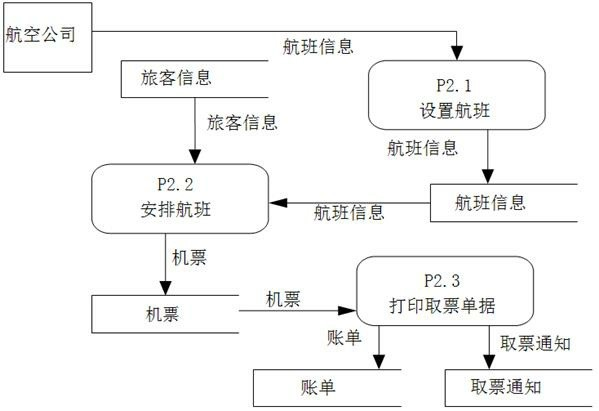 航空公司
航班信息
旅客信息
P2.1
设置航班
旅客信息
航班信息
P2.2
安排航班
航班信息
航班信息
机票
机票
机票
P2.3
打印取票单据
账单
取票通知
账单
取票通知